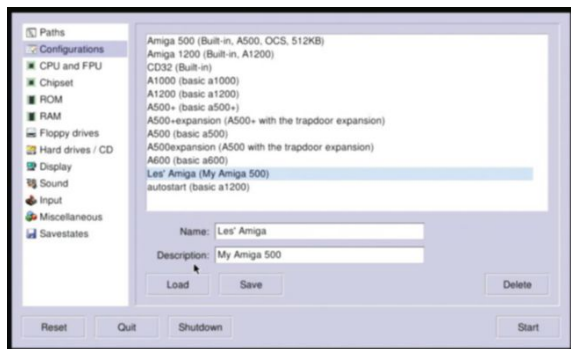 Paths
Configurations
CPU and FPU
Chipset
ROM
RAM
Floppy drives
Hard drives / CD
Display
Sound
Input
Miscellaneous
Savestates
Amiga 500 (Built-in, A500, OCS, 512KB)
Amiga 1200 (Built-in, A1200)
CD32 (Built-in)
A1000 (basic a1000)
A1200 (basic a1200)
A500+ (basic a500+)
A500+expansion (A500+ with the trapdoor expansion)
A500 (basic a500)
A500expansion (A500 with the trapdoor expansion)
A600 (basic a600)
Les' Amiga (My Amiga 500)
autostart (basic a1200)
Name: Les' Amiga
Description: My Amiga 500
Load Save Delete
Reset Quit Shutdown Start